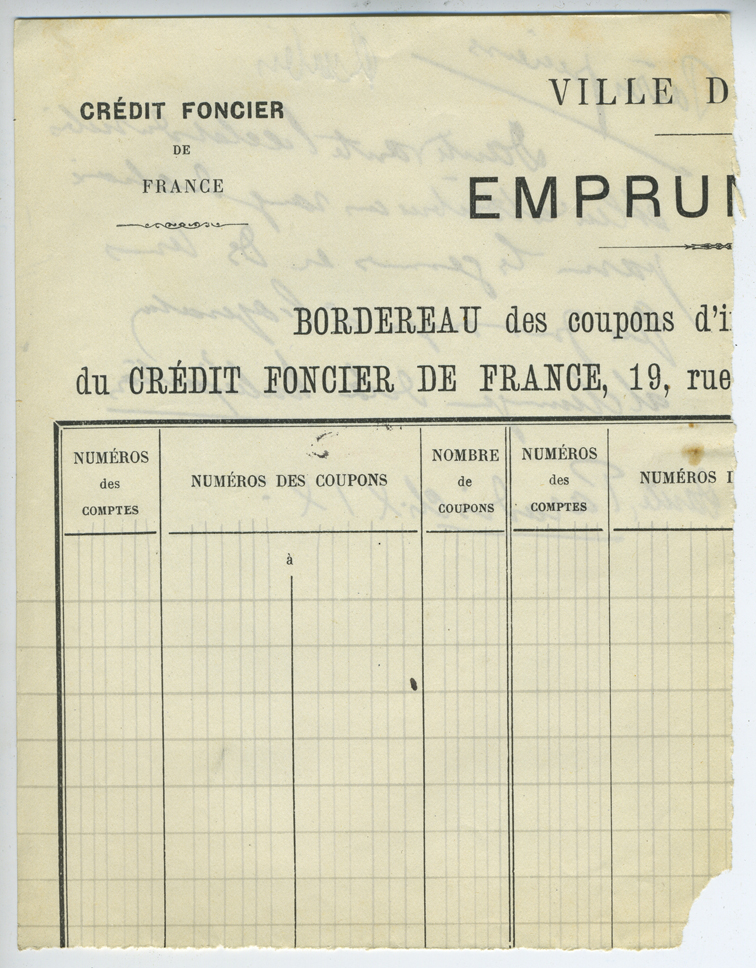 CRÉDIT FONCIER
DE
FRANCE
VILLE D
EMPRUN
BORDEREAU des coupons d'i
du CRÉDIT FONCIER DE FRANCE, 19, rue
NUMÉROS des COMPTES
NUMÉROS DES COUPONS
NOMBRE de COUPONS
NUMÉROS des COMPTES
NUMÉROS
à